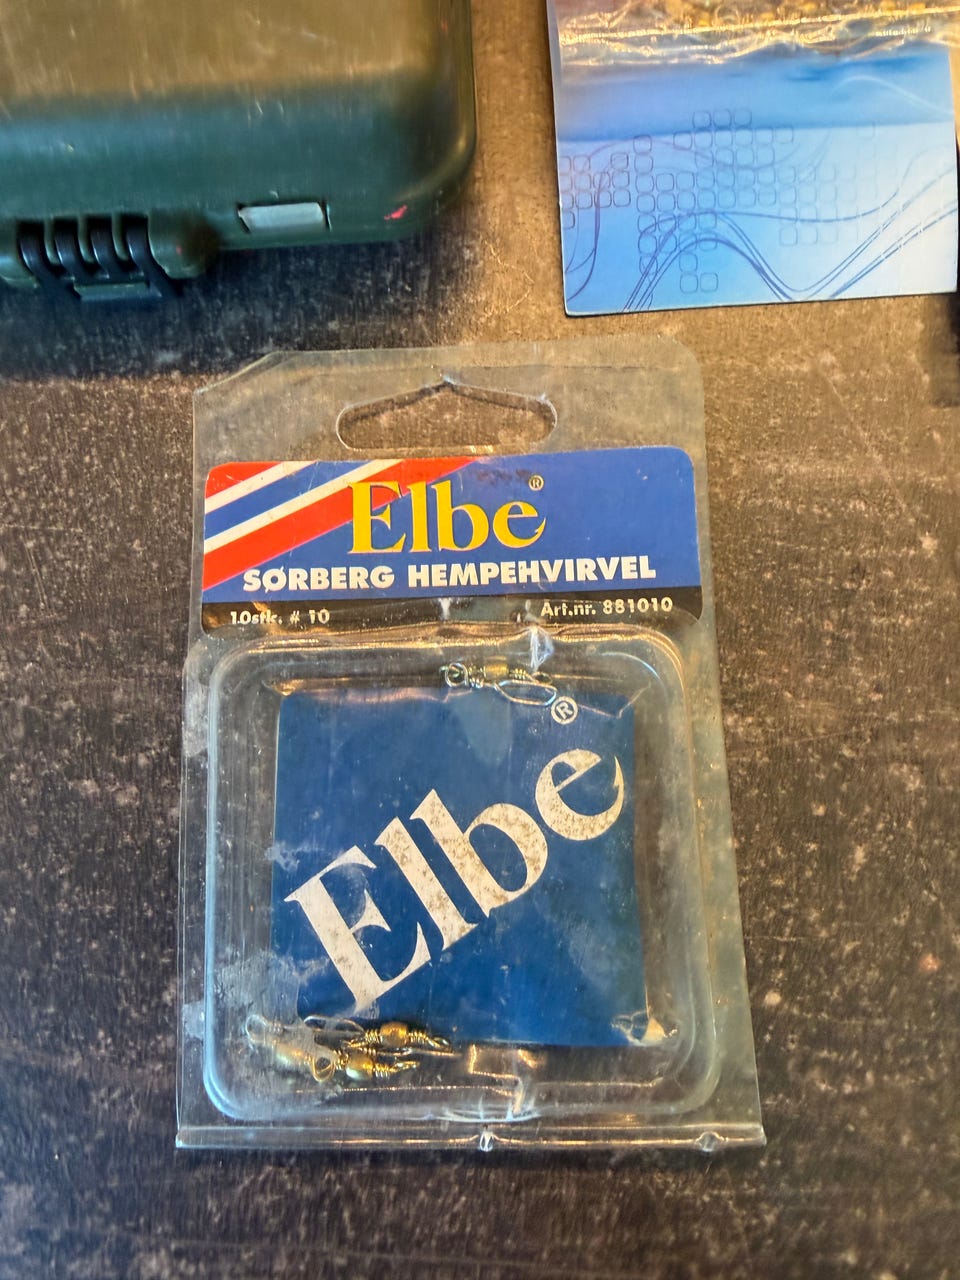 Elbe®
SØRBERG HEMPEHVIRVEL
10stk. # 10 Art.nr. 881010
Elbe®